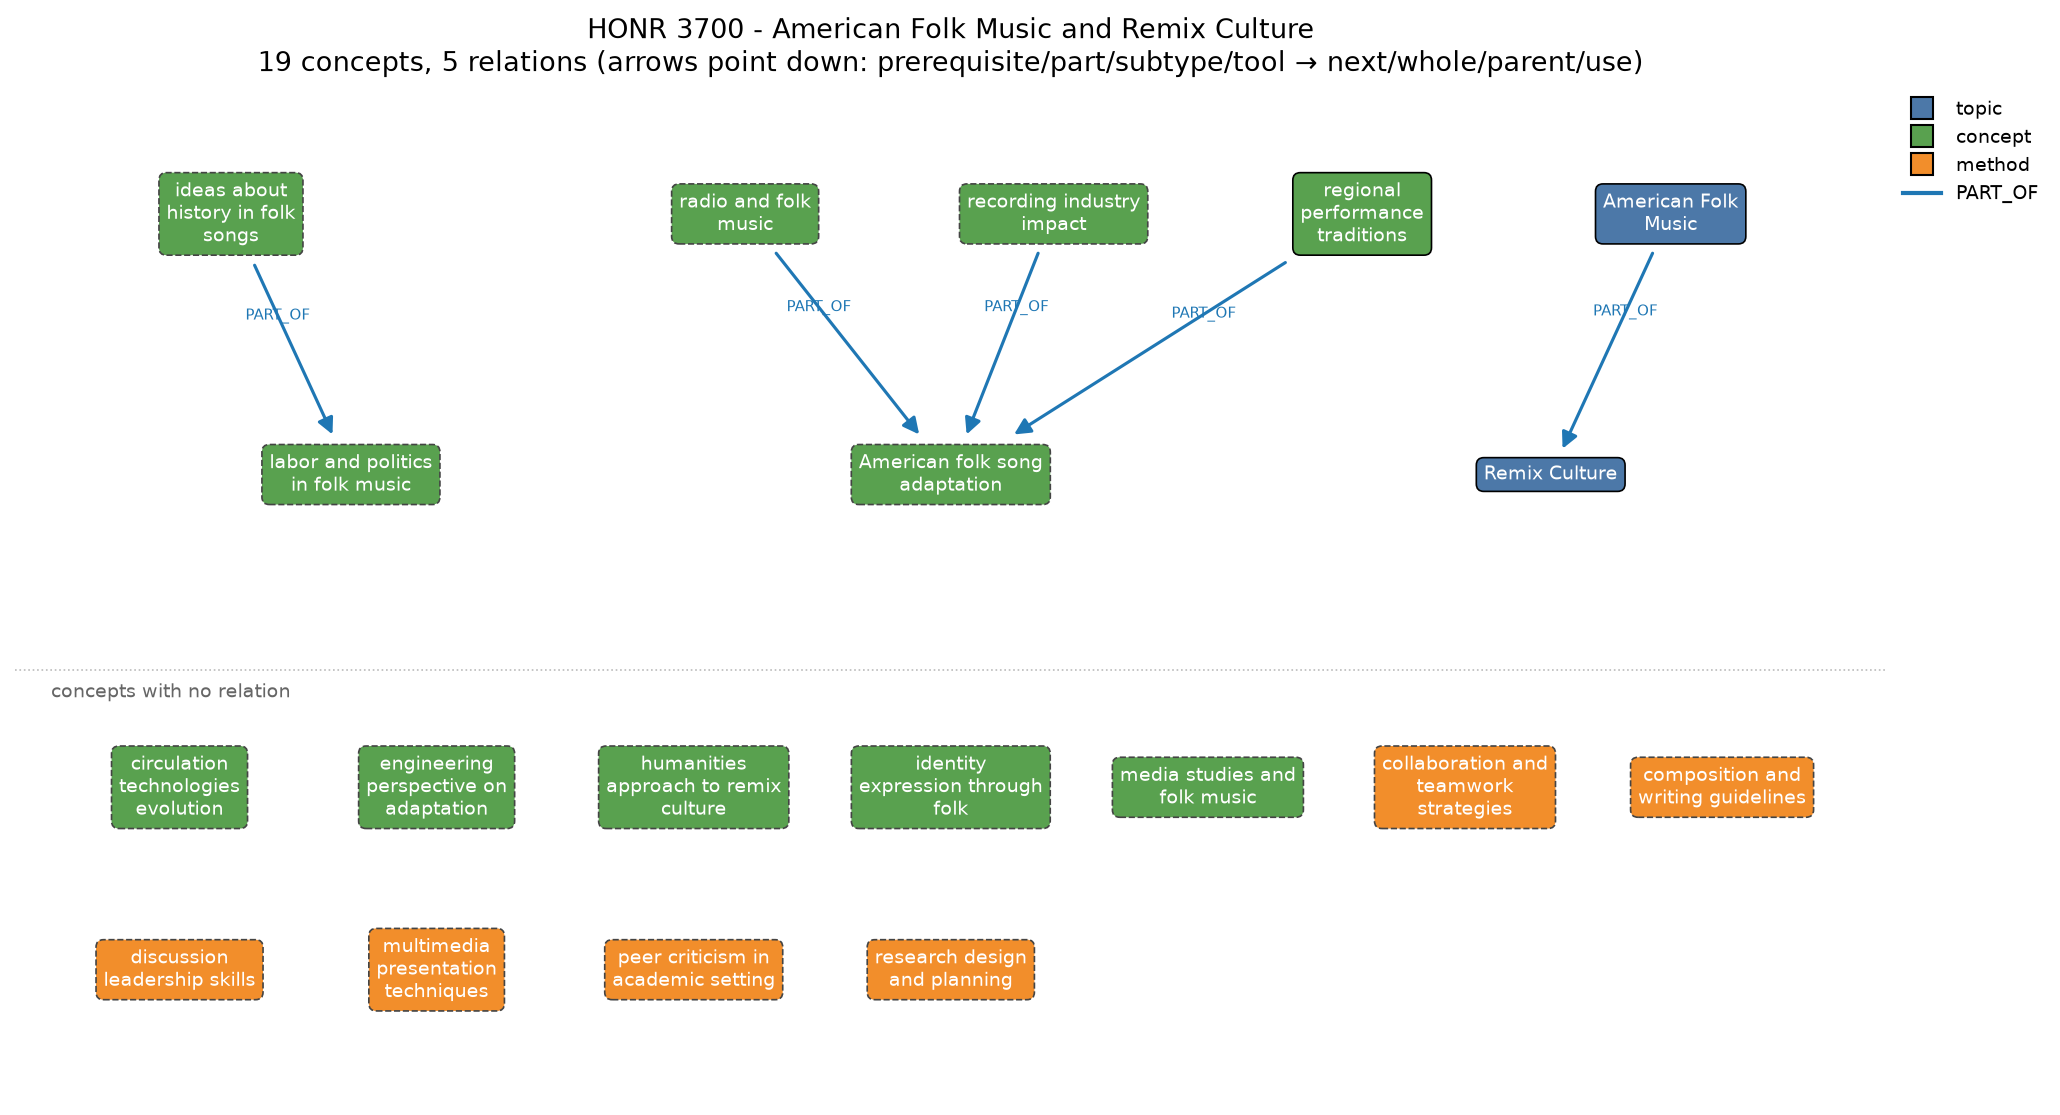 HONR 3700 - American Folk Music and Remix Culture
19 concepts, 5 relations (arrows point down: prerequisite/part/subtype/tool → next/whole/parent/use)
topic
concept
method
PART_OF
ideas about
history in folk
songs
radio and folk
music
recording industry
impact
regional
performance
traditions
American Folk
Music
PART_OF
PART_OF
PART_OF
PART_OF
PART_OF
labor and politics
in folk music
American folk song
adaptation
Remix Culture
concepts with no relation
circulation
technologies
evolution
engineering
perspective on
adaptation
humanities
approach to remix
culture
identity
expression through
folk
media studies and
folk music
collaboration and
teamwork
strategies
composition and
writing guidelines
discussion
leadership skills
multimedia
presentation
techniques
peer criticism in
academic setting
research design
and planning